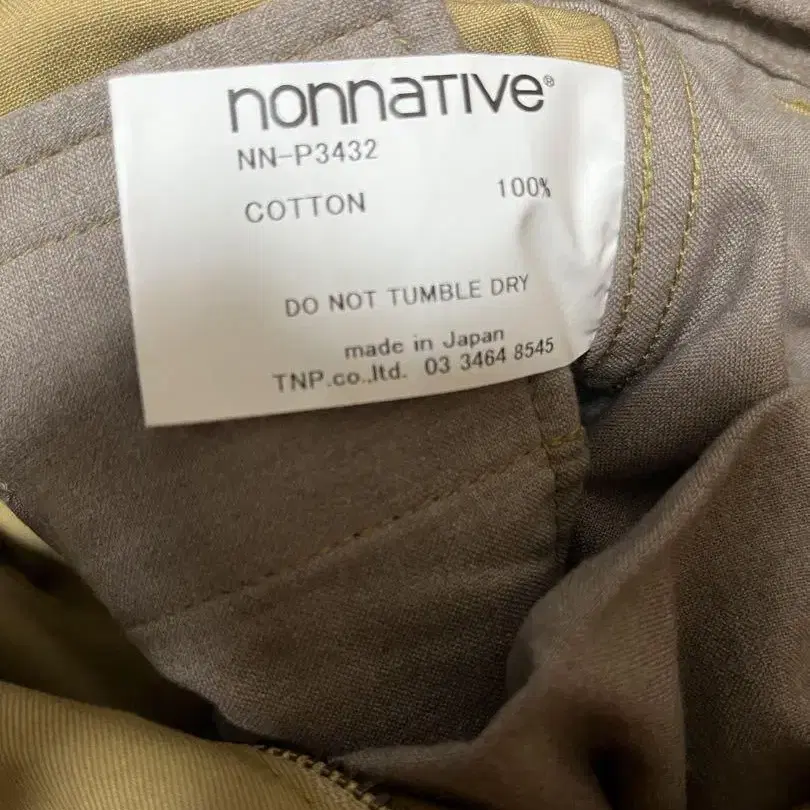 nonnative®
NN-P3432
COTTON 100%
DO NOT TUMBLE DRY
made in Japan
TNP.co.,ltd. 03 3464 8545